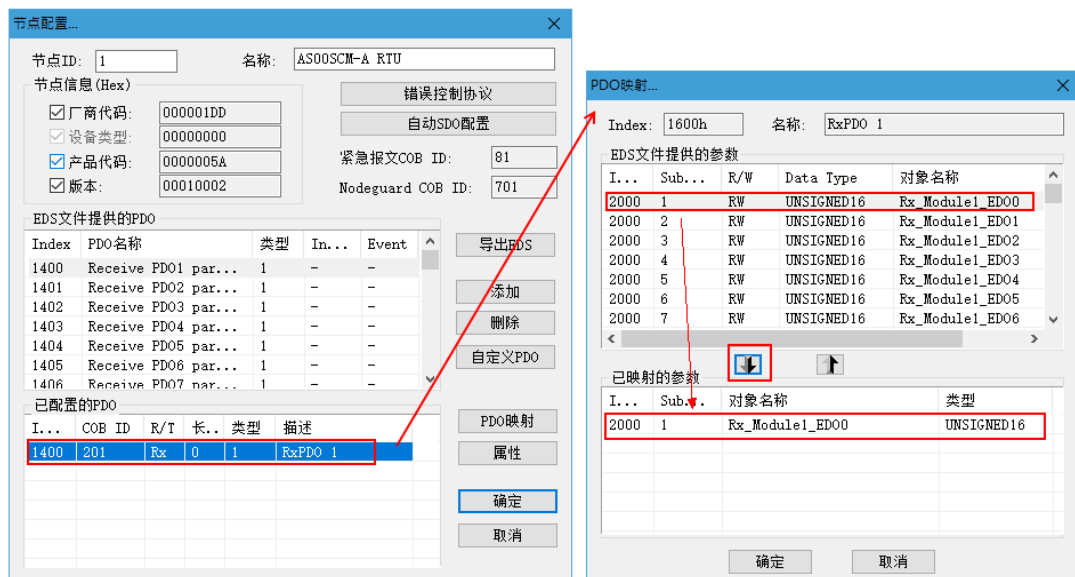 节点配置...
节点ID: 1 名称: AS00SCM-A RTU
节点信息(Hex)
厂商代码: 000001DD
设备类型: 00000000
产品代码: 0000005A
版本: 00010002
错误控制协议
自动SDO配置
紧急报文COB ID: 81
Nodeguard COB ID: 701
EDS文件提供的PDO
Index PDO名称 类型 In... Event
1400 Receive PDO1 par... 1 - -
1401 Receive PDO2 par... 1 - -
1402 Receive PDO3 par... 1 - -
1403 Receive PDO4 par... 1 - -
1404 Receive PDO5 par... 1 - -
1405 Receive PDO6 par... 1 - -
1406 Receive PDO7 par... 1 - -
导出EDS
添加
删除
自定义PDO
已配置的PDO
I... COB ID R/T 长.. 类型 描述
1400 201 Rx 0 1 RxPDO 1
PDO映射
属性
确定
取消
PDO映射...
Index: 1600h 名称: RxPDO 1
EDS文件提供的参数
I... Sub... R/W Data Type 对象名称
2000 1 RW UNSIGNED16 Rx_Module1_ED00
2000 2 RW UNSIGNED16 Rx_Module1_ED01
2000 3 RW UNSIGNED16 Rx_Module1_ED02
2000 4 RW UNSIGNED16 Rx_Module1_ED03
2000 5 RW UNSIGNED16 Rx_Module1_ED04
2000 6 RW UNSIGNED16 Rx_Module1_ED05
2000 7 RW UNSIGNED16 Rx_Module1_ED06
已映射的参数
I... Sub... 对象名称 类型
2000 1 Rx_Module1_ED00 UNSIGNED16
确定 取消